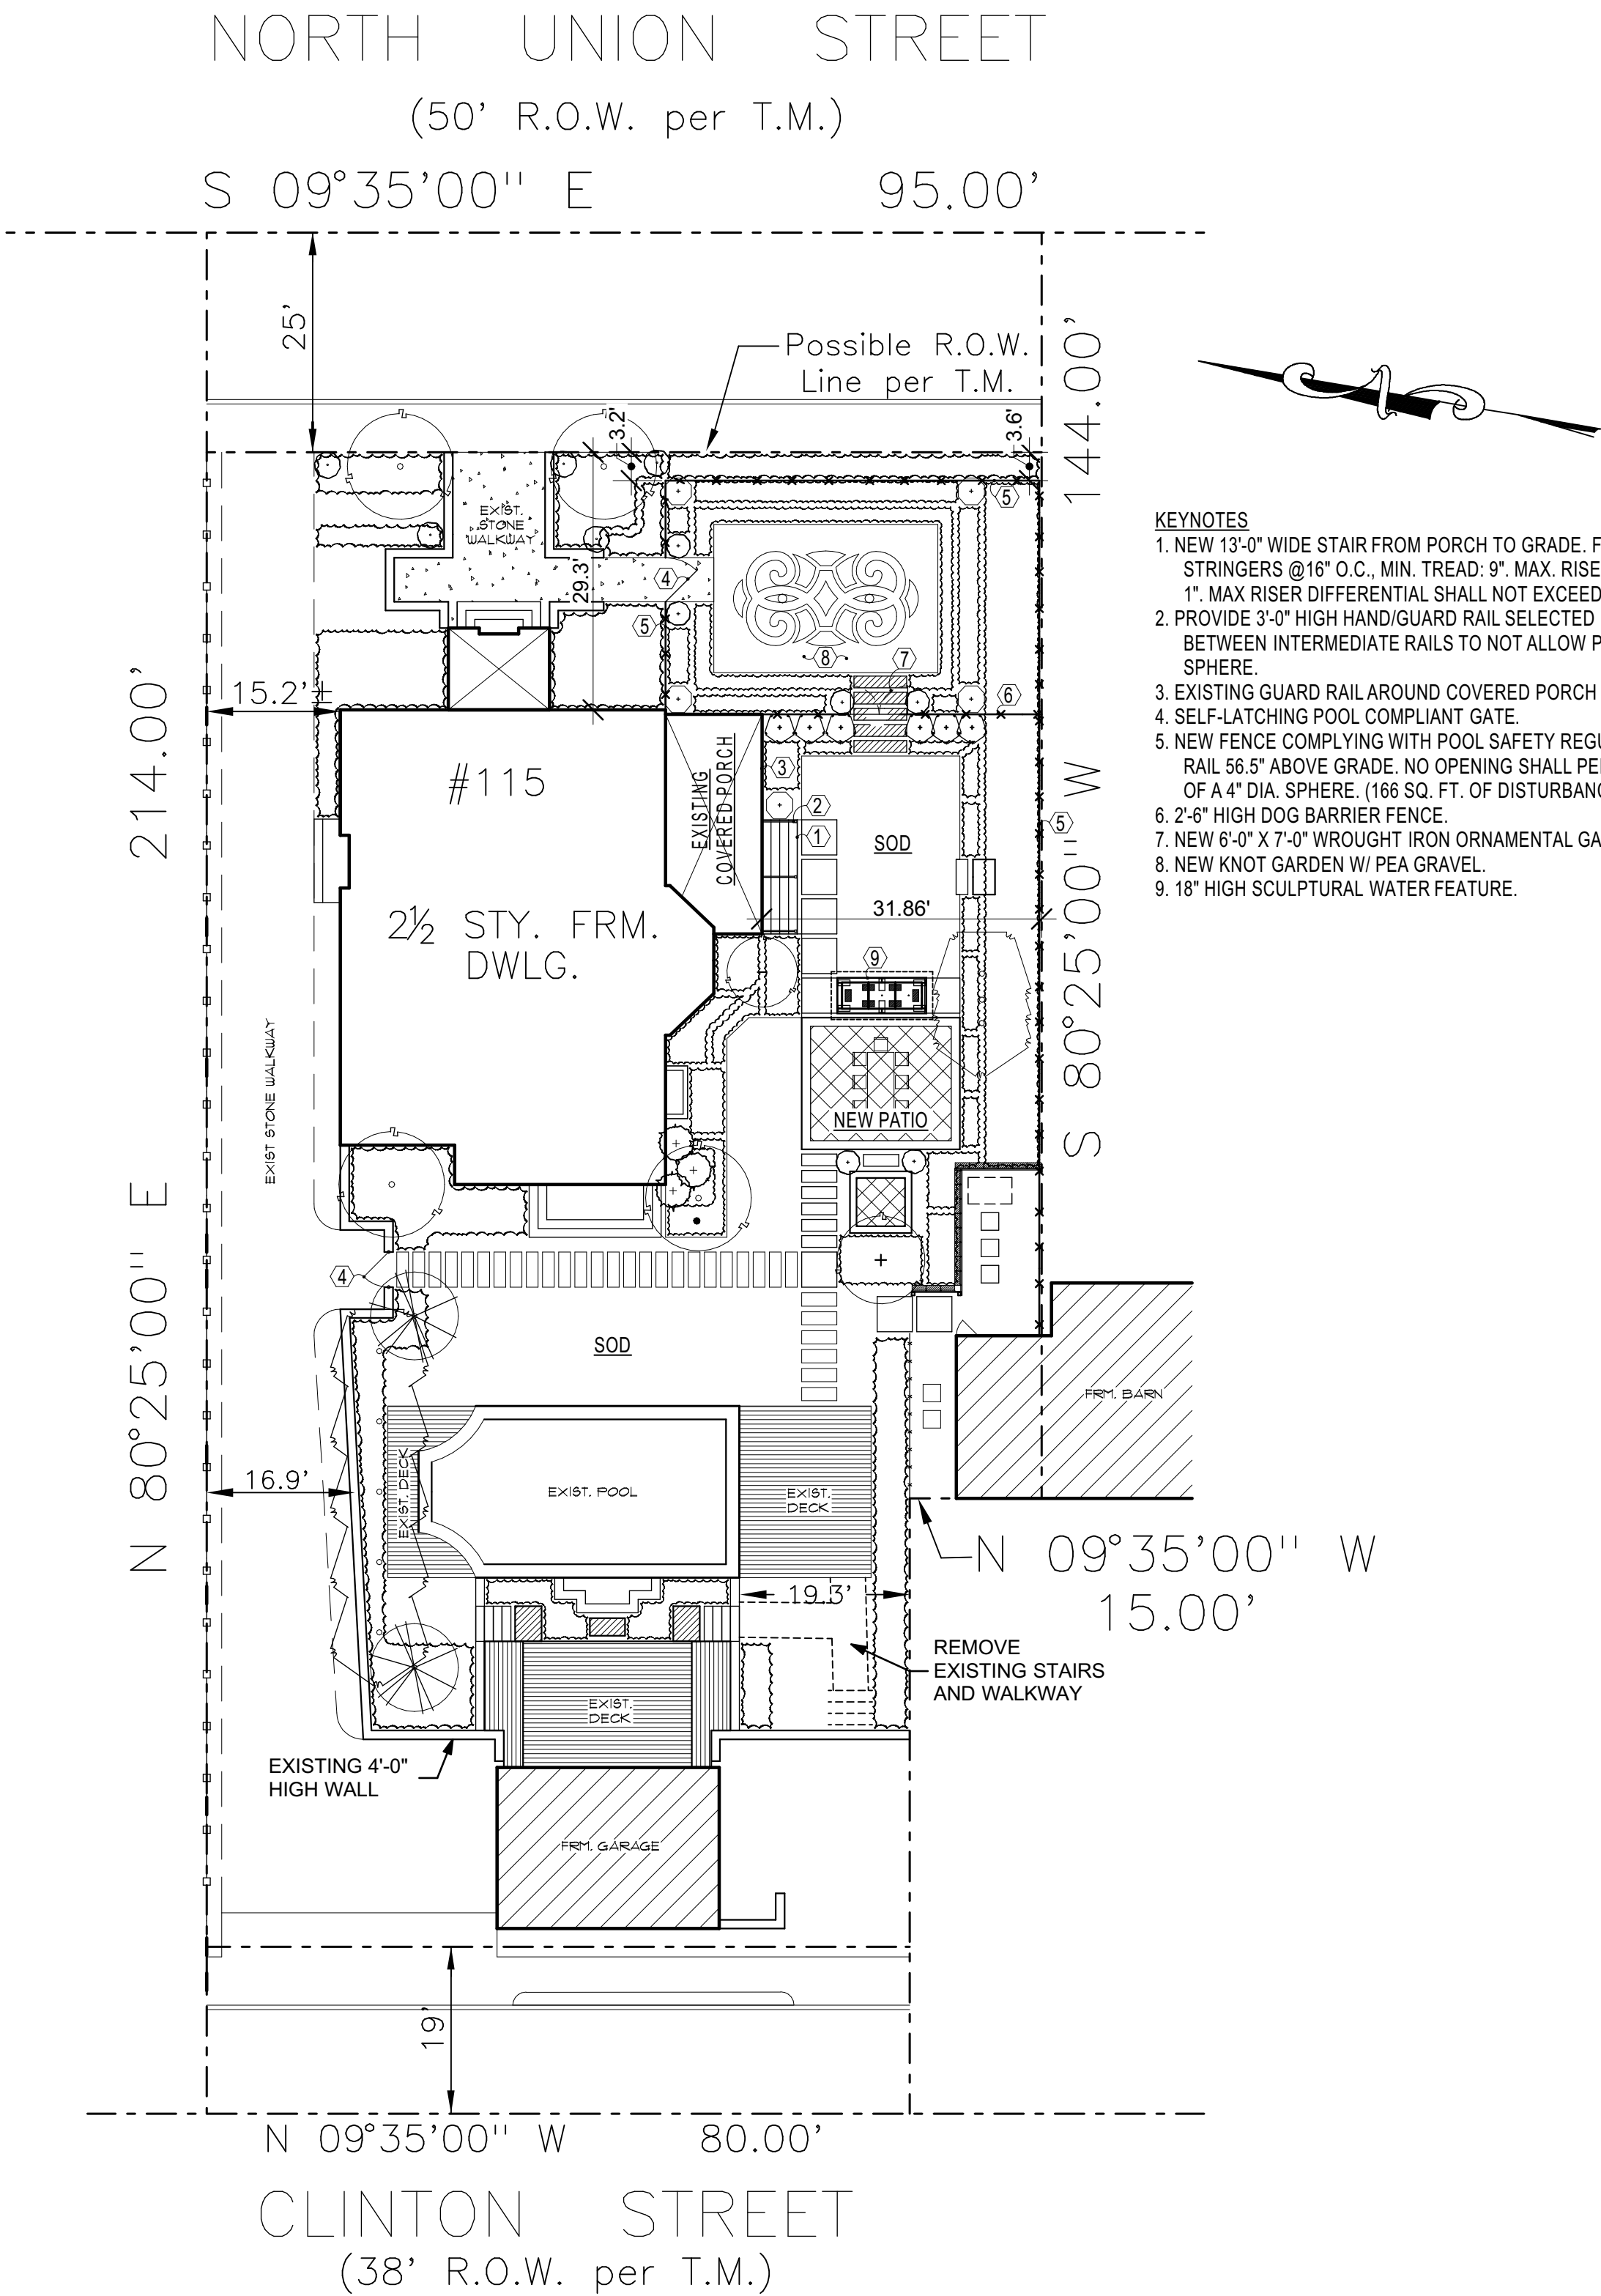 NORTH UNION STREET
(50' R.O.W. per T.M.)
S 09°35'00" E 95.00'
25'
Possible R.O.W.
Line per T.M.
144.00'
3.2'
3.6'
EXIST.
STONE
WALKWAY
5
4
29.3'
5
8
7
6
KEYNOTES
1. NEW 13'-0" WIDE STAIR FROM PORCH TO GRADE. F
STRINGERS @16" O.C., MIN. TREAD: 9". MAX. RISE
1". MAX RISER DIFFERENTIAL SHALL NOT EXCEED
2. PROVIDE 3'-0" HIGH HAND/GUARD RAIL SELECTED
BETWEEN INTERMEDIATE RAILS TO NOT ALLOW P
SPHERE.
3. EXISTING GUARD RAIL AROUND COVERED PORCH
4. SELF-LATCHING POOL COMPLIANT GATE.
5. NEW FENCE COMPLYING WITH POOL SAFETY REGU
RAIL 56.5" ABOVE GRADE. NO OPENING SHALL PE
OF A 4" DIA. SPHERE. (166 SQ. FT. OF DISTURBANC
6. 2'-6" HIGH DOG BARRIER FENCE.
7. NEW 6'-0" X 7'-0" WROUGHT IRON ORNAMENTAL GA
8. NEW KNOT GARDEN W/ PEA GRAVEL.
9. 18" HIGH SCULPTURAL WATER FEATURE.
214.00'
15.2'±
#115
EXISTING
COVERED PORCH
3
2
1
SOD
5
S 80°25'00" W
2½ STY. FRM.
DWLG.
31.86'
9
EXIST STONE WALKWAY
NEW PATIO
N 80°25'00" E
4
SOD
FRM. BARN
16.9'
EXIST. DECK
EXIST. POOL
EXIST.
DECK
N 09°35'00" W
15.00'
19.3'
REMOVE
EXISTING STAIRS
AND WALKWAY
EXIST.
DECK
EXISTING 4'-0"
HIGH WALL
FRM. GARAGE
19'
N 09°35'00" W 80.00'
CLINTON STREET
(38' R.O.W. per T.M.)